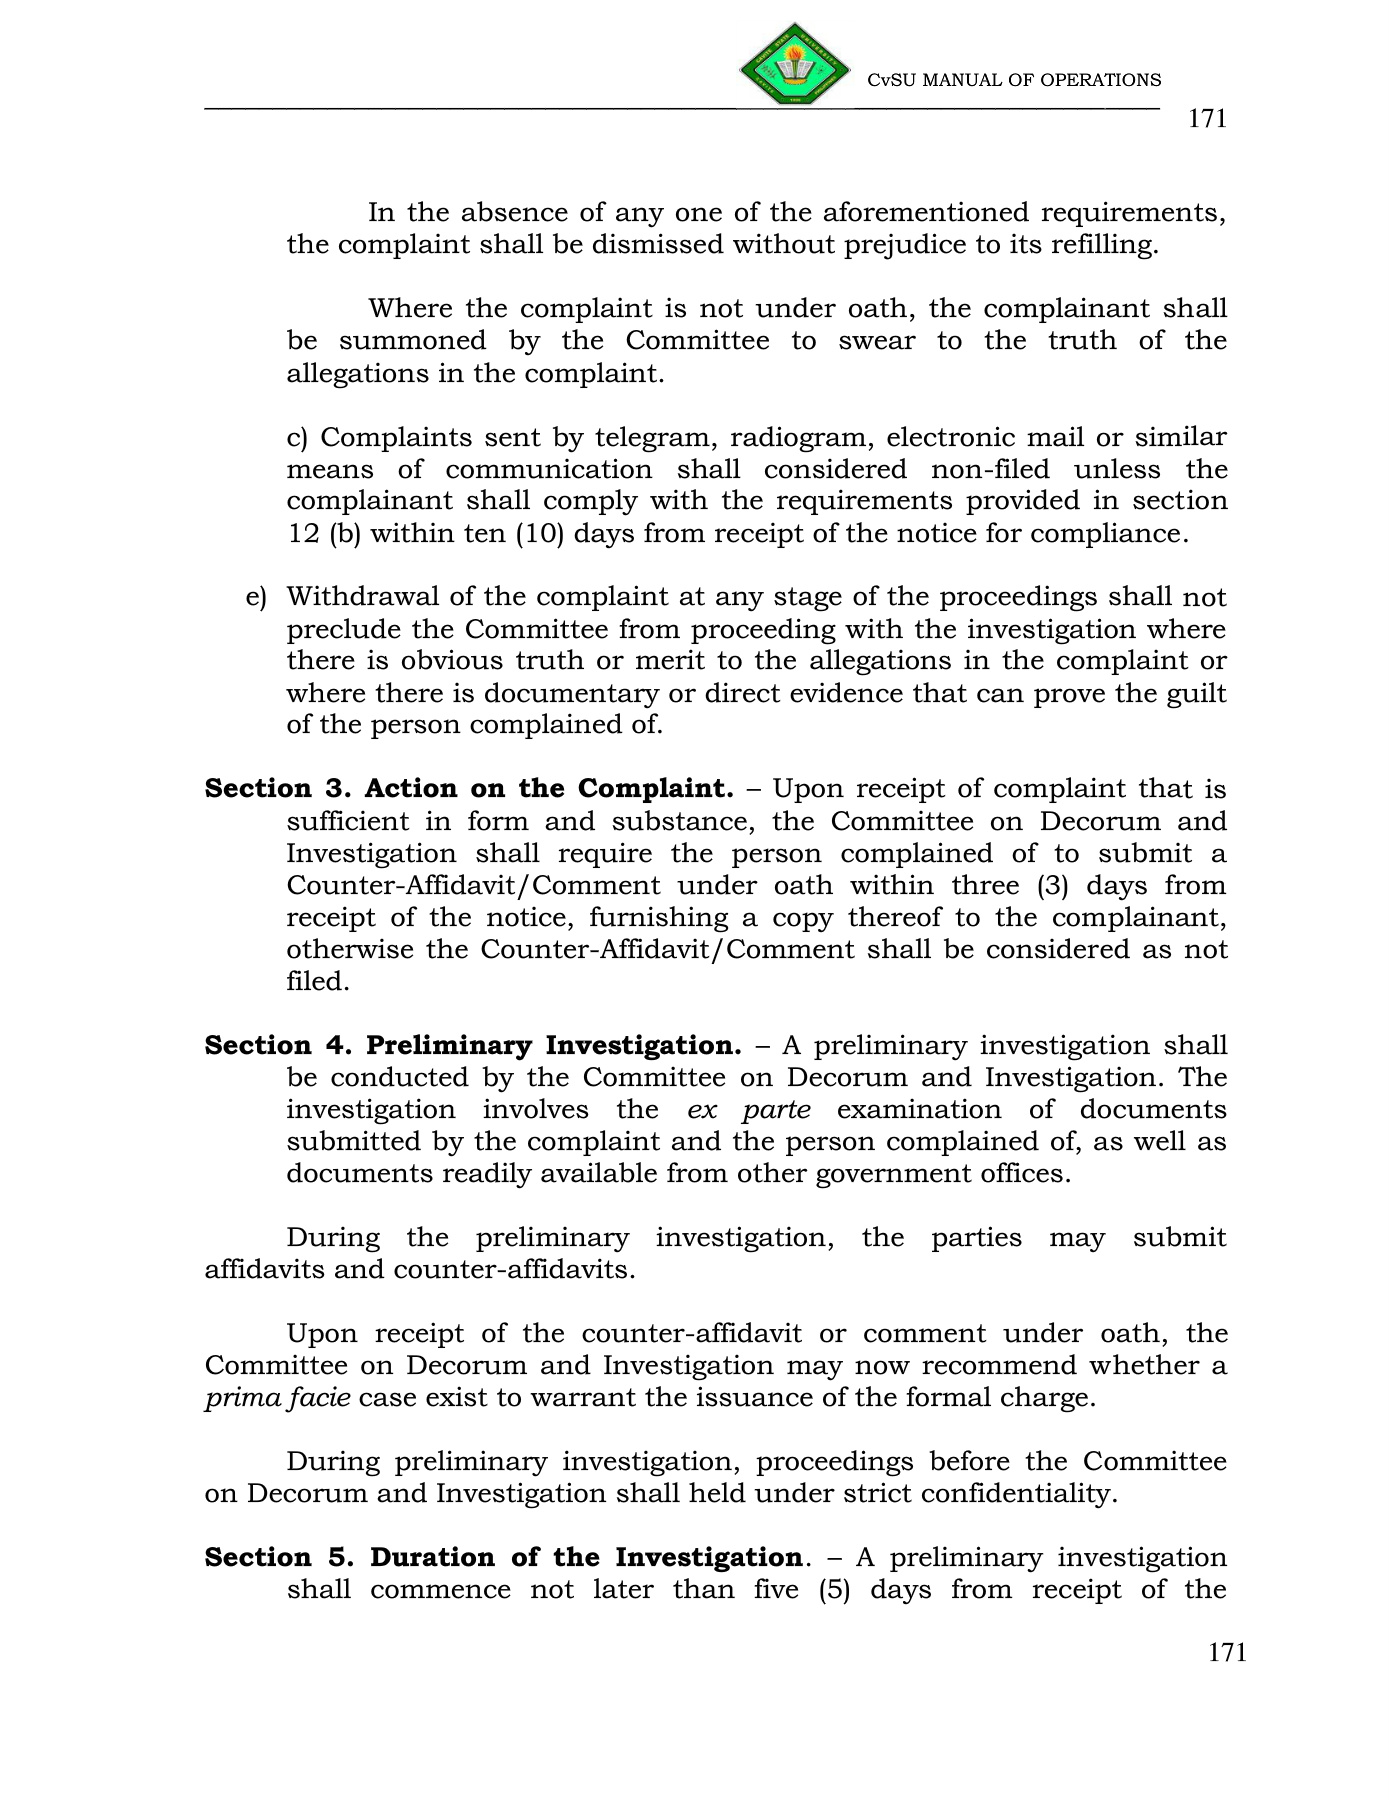 CvSU MANUAL OF OPERATIONS
171
In the absence of any one of the aforementioned requirements,
the complaint shall be dismissed without prejudice to its refilling.
Where the complaint is not under oath, the complainant shall
be summoned by the Committee to swear to the truth of the
allegations in the complaint.
c) Complaints sent by telegram, radiogram, electronic mail or similar
means of communication shall considered non-filed unless the
complainant shall comply with the requirements provided in section
12 (b) within ten (10) days from receipt of the notice for compliance.
e) Withdrawal of the complaint at any stage of the proceedings shall not
preclude the Committee from proceeding with the investigation where
there is obvious truth or merit to the allegations in the complaint or
where there is documentary or direct evidence that can prove the guilt
of the person complained of.
Section 3. Action on the Complaint. – Upon receipt of complaint that is
sufficient in form and substance, the Committee on Decorum and
Investigation shall require the person complained of to submit a
Counter-Affidavit/Comment under oath within three (3) days from
receipt of the notice, furnishing a copy thereof to the complainant,
otherwise the Counter-Affidavit/Comment shall be considered as not
filed.
Section 4. Preliminary Investigation. – A preliminary investigation shall
be conducted by the Committee on Decorum and Investigation. The
investigation involves the ex parte examination of documents
submitted by the complaint and the person complained of, as well as
documents readily available from other government offices.
During the preliminary investigation, the parties may submit
affidavits and counter-affidavits.
Upon receipt of the counter-affidavit or comment under oath, the
Committee on Decorum and Investigation may now recommend whether a
prima facie case exist to warrant the issuance of the formal charge.
During preliminary investigation, proceedings before the Committee
on Decorum and Investigation shall held under strict confidentiality.
Section 5. Duration of the Investigation. – A preliminary investigation
shall commence not later than five (5) days from receipt of the
171